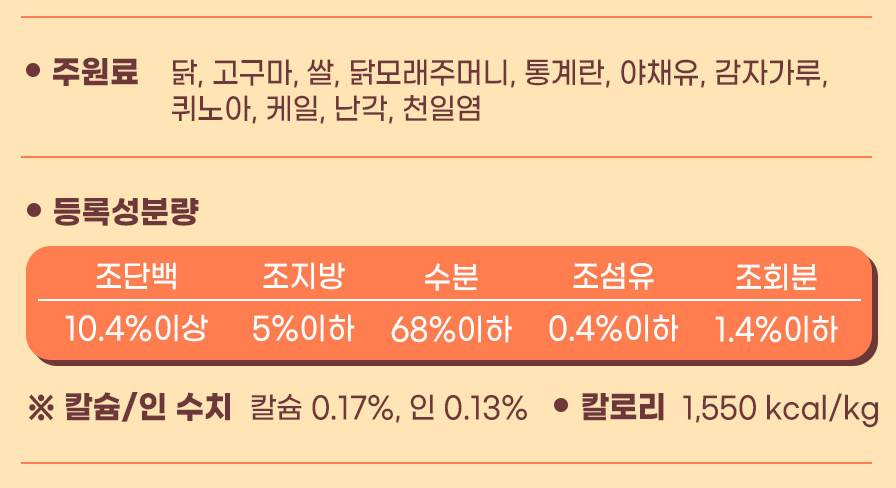 • 주원료 닭, 고구마, 쌀, 닭모래주머니, 통계란, 야채유, 감자가루,
퀴노아, 케일, 난각, 천일염
• 등록성분량
조단백 조지방 수분 조섬유 조회분
10.4%이상 5%이하 68%이하 0.4%이하 1.4%이하
※ 칼슘/인 수치 칼슘 0.17%, 인 0.13% • 칼로리 1,550 kcal/kg